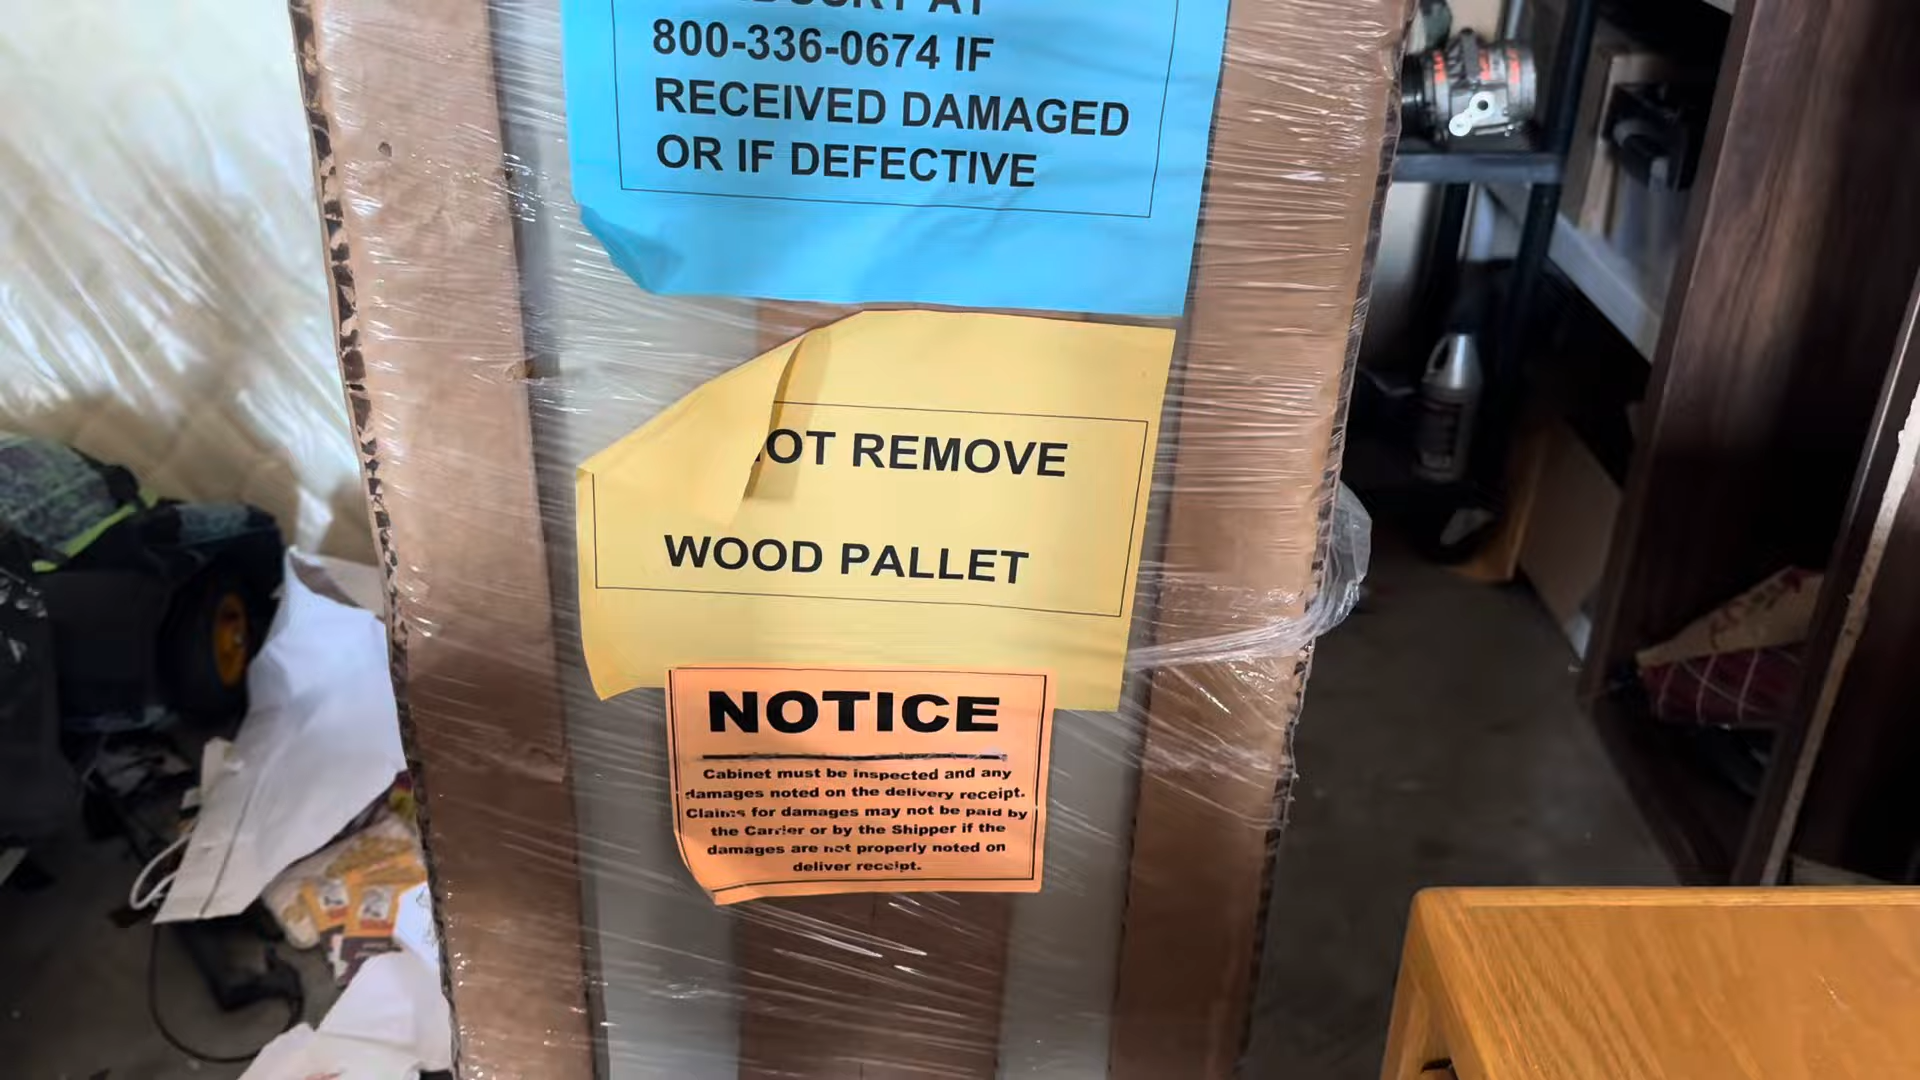 AT
800-336-0674 IF
RECEIVED DAMAGED
OR IF DEFECTIVE
OT REMOVE
WOOD PALLET
NOTICE
Cabinet must be inspected and any
damages noted on the delivery receipt.
Claims for damages may not be paid by
the Carrier or by the Shipper if the
damages are not properly noted on
deliver receipt.